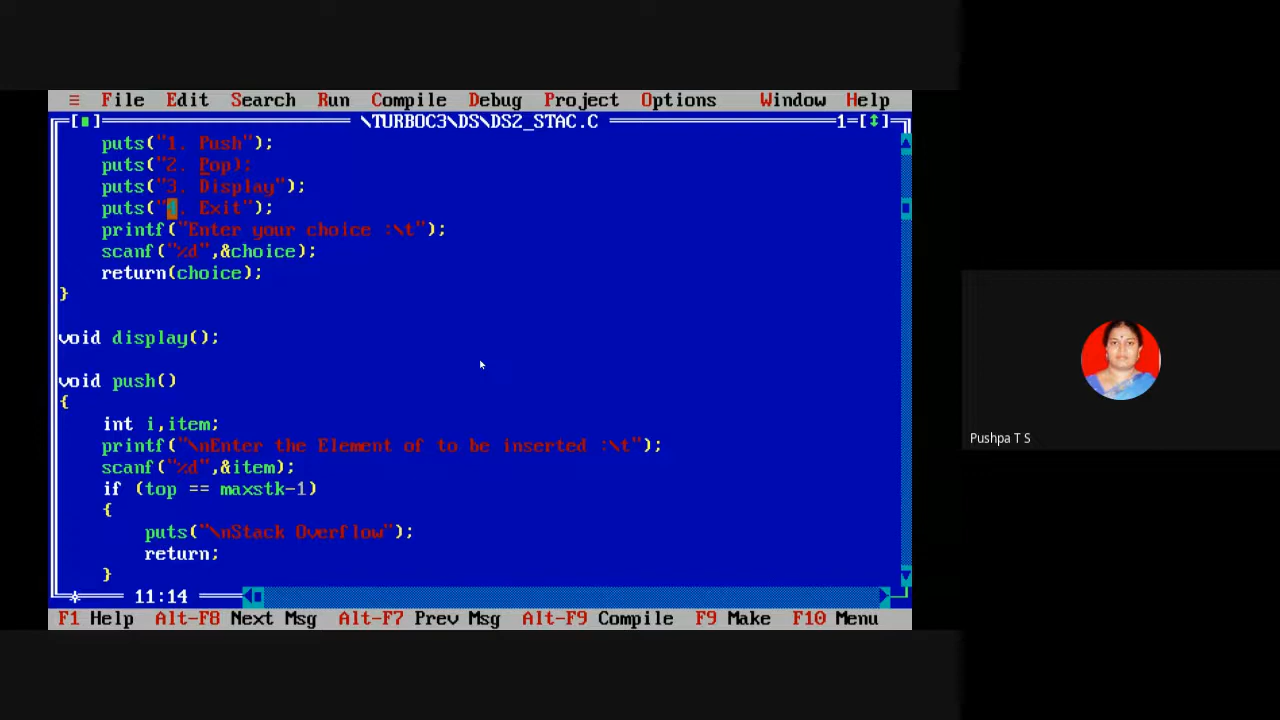 ≡ File Edit Search Run Compile Debug Project Options Window Help
[■] \TURBOC3\DS\DS2_STAC.C 1=[↕]
puts("1. Push");
puts("2. Pop);
puts("3. Display");
puts("4. Exit");
printf("Enter your choice :\t");
scanf("%d",&choice);
return(choice);
}
void display();
void push()
{
int i,item;
printf("\nEnter the Element of to be inserted :\t");
scanf("%d",&item);
if (top == maxstk-1)
{
puts("\nStack Overflow");
return;
}
11:14
F1 Help Alt-F8 Next Msg Alt-F7 Prev Msg Alt-F9 Compile F9 Make F10 Menu
Pushpa T S